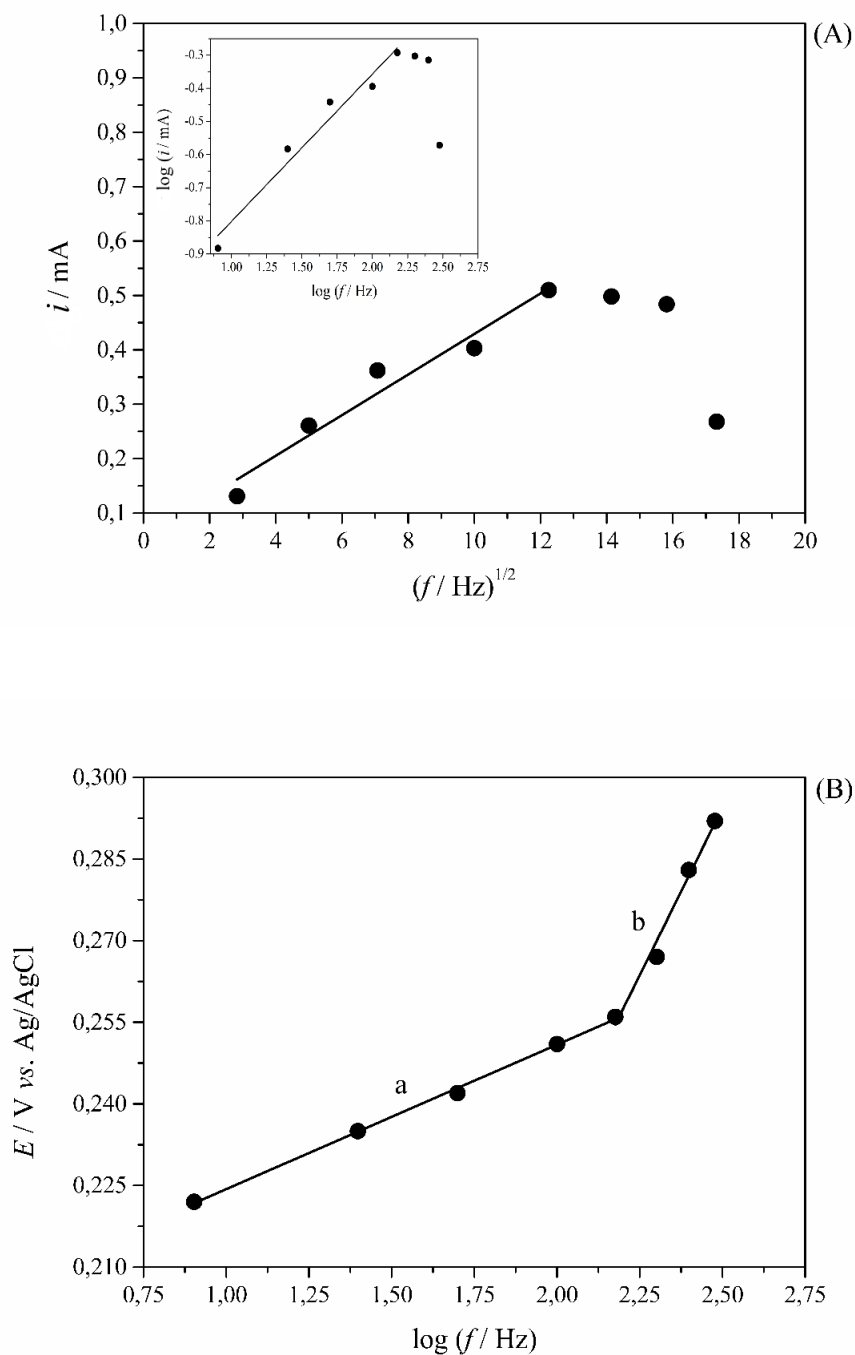 (A)
1,0
0,9
0,8
0,7
0,6
0,5
0,4
0,3
0,2
0,1
i / mA
0 2 4 6 8 10 12 14 16 18 20
(f / Hz)^1/2
-0.3
-0.4
-0.5
-0.6
-0.7
-0.8
-0.9
log (i / mA)
1.00 1.25 1.50 1.75 2.00 2.25 2.50 2.75
log (f / Hz)
(B)
0,300
0,285
0,270
0,255
0,240
0,225
0,210
E / V vs. Ag/AgCl
b
a
0,75 1,00 1,25 1,50 1,75 2,00 2,25 2,50 2,75
log (f / Hz)